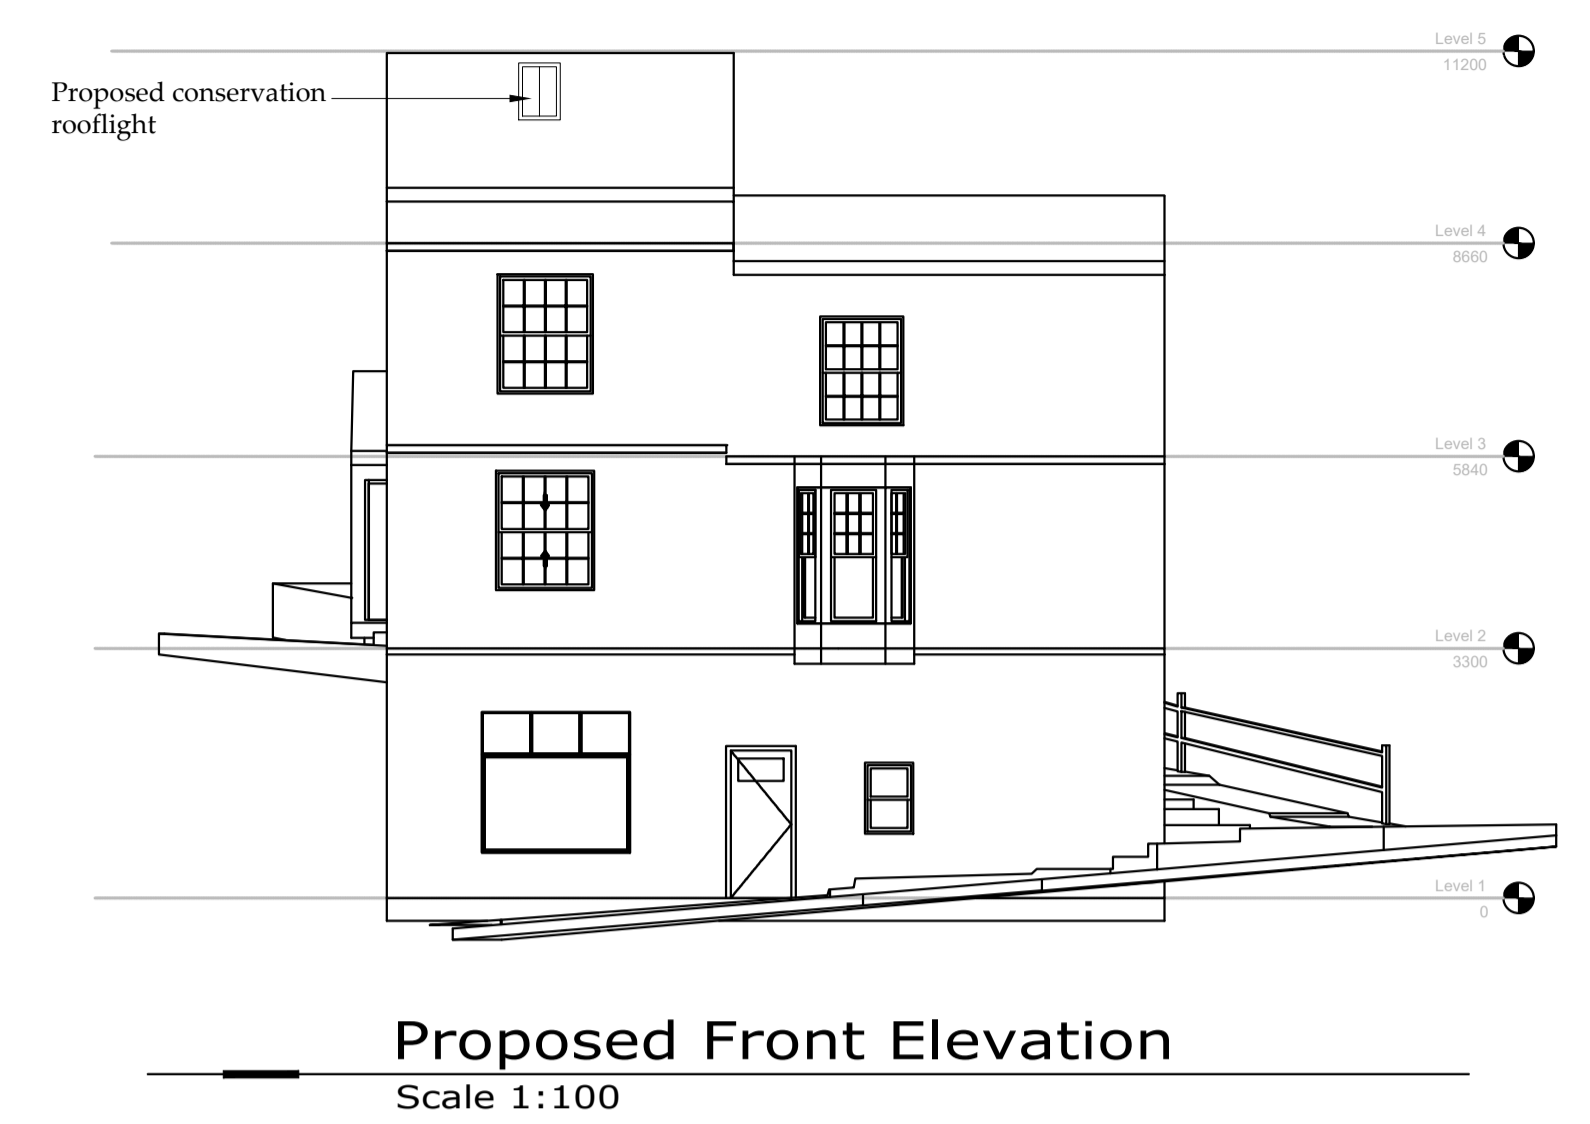 Level 5
11200
Proposed conservation
rooflight
Level 4
8660
Level 3
5840
Level 2
3300
Level 1
0
Proposed Front Elevation
Scale 1:100